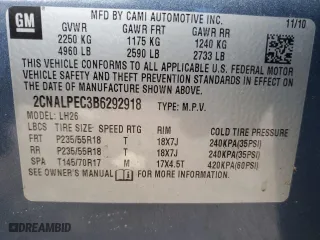 GM
MFD. BY CAMI AUTOMOTIVE INC.
11/10
GVWR GAWR FRT GAWR RR
2250 KG 1175 KG 1240 KG
4960 LB 2590 LB 2733 LB
THIS VEHICLE CONFORMS TO ALL APPLICABLE U.S. FEDERAL
MOTOR VEHICLE SAFETY, BUMPER, AND THEFT
PREVENTION STANDARDS IN EFFECT ON THE
DATE OF MANUFACTURE SHOWN ABOVE.
2CNALPEC3B6292918 TYPE: M.P.V.
MODEL: LH26
LBCS TIRE SIZE SPEED RTG RIM COLD TIRE PRESSURE
FRT P235/55R18 T 18X7J 240KPA(35PSI)
RR P235/55R18 T 18X7J 240KPA(35PSI)
SPA T145/70R17 M 17X4.5T 420KPA(60PSI)
SEE OWNER'S MANUAL FOR MORE INFORMATION.
DREAMBID.COM